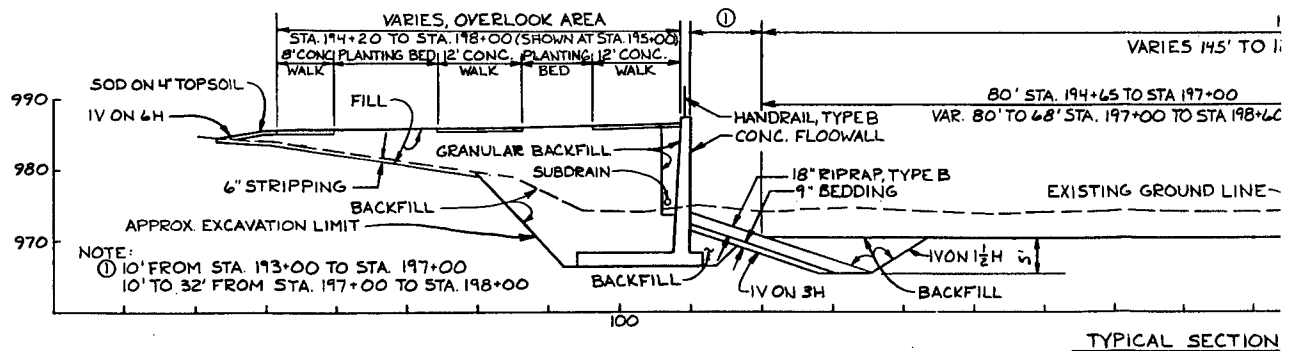 VARIES, OVERLOOK AREA
STA. 194+20 TO STA. 198+00 (SHOWN AT STA. 195+00)
8' CONC. WALK
PLANTING BED
12' CONC. WALK
PLANTING BED
12' CONC. WALK
①
VARIES 145' TO
80' STA. 194+65 TO STA 197+00
VAR. 80' TO 68' STA. 197+00 TO STA 198+60
SOD ON 4" TOPSOIL
990
1V ON 6H
FILL
HANDRAIL, TYPE B
CONC. FLOOWALL
GRANULAR BACKFILL
980
SUBDRAIN
18" RIPRAP, TYPE B
9" BEDDING
6" STRIPPING
EXISTING GROUND LINE
BACKFILL
APPROX. EXCAVATION LIMIT
970
NOTE:
① 10' FROM STA. 193+00 TO STA. 197+00
10' TO 32' FROM STA. 197+00 TO STA. 198+00
BACKFILL
1V ON 3H
1V ON 1½H
5'
BACKFILL
100
TYPICAL SECTION